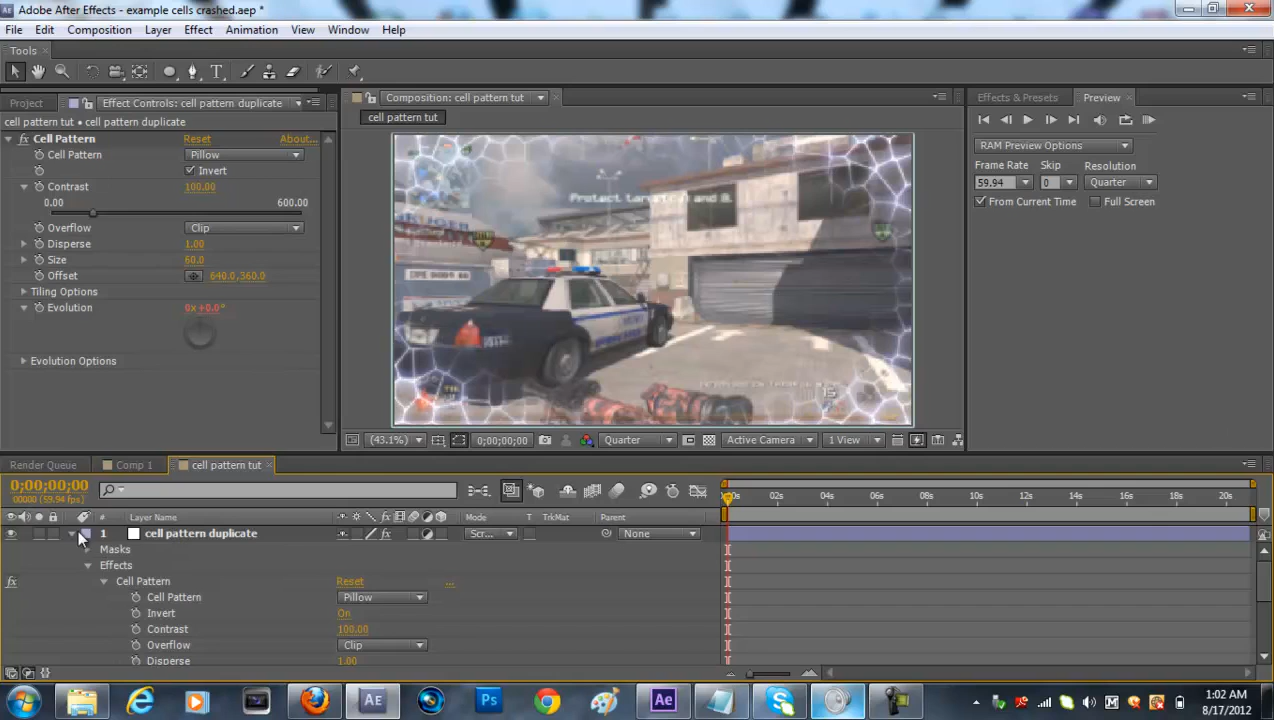 Adobe After Effects - example cells crashed.aep *
File Edit Composition Layer Effect Animation View Window Help
Tools
Project Effect Controls: cell pattern duplicate
cell pattern tut • cell pattern duplicate
Cell Pattern Reset About...
Cell Pattern Pillow
Invert
Contrast 100.00
0.00 600.00
Overflow Clip
Disperse 1.00
Size 60.0
Offset 640.0,360.0
Tiling Options
Evolution 0x+0.0°
Evolution Options
Composition: cell pattern tut
cell pattern tut
Protect targets A and B.
15
(43.1%) 0;00;00;00 Quarter Active Camera 1 View
Effects & Presets Preview
RAM Preview Options
Frame Rate Skip Resolution
59.94 0 Quarter
From Current Time Full Screen
Render Queue Comp 1 cell pattern tut
0;00;00;00
00000 (59.94 fps)
# Layer Name Mode T TrkMat Parent
02s 04s 06s 08s 10s 12s 14s 16s 18s 20s
1 cell pattern duplicate Scr... None
Masks
Effects
Cell Pattern Reset ...
Cell Pattern Pillow
Invert On
Contrast 100.00
Overflow Clip
Disperse 1.00
AE Ps Ae
1:02 AM
8/17/2012